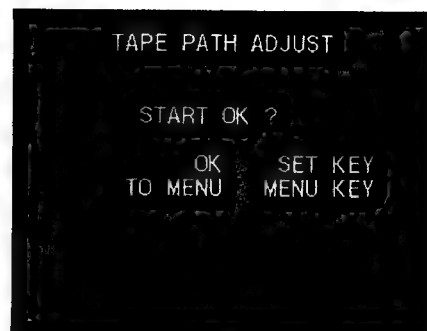 TAPE PATH ADJUST
START OK ?
OK SET KEY
TO MENU MENU KEY